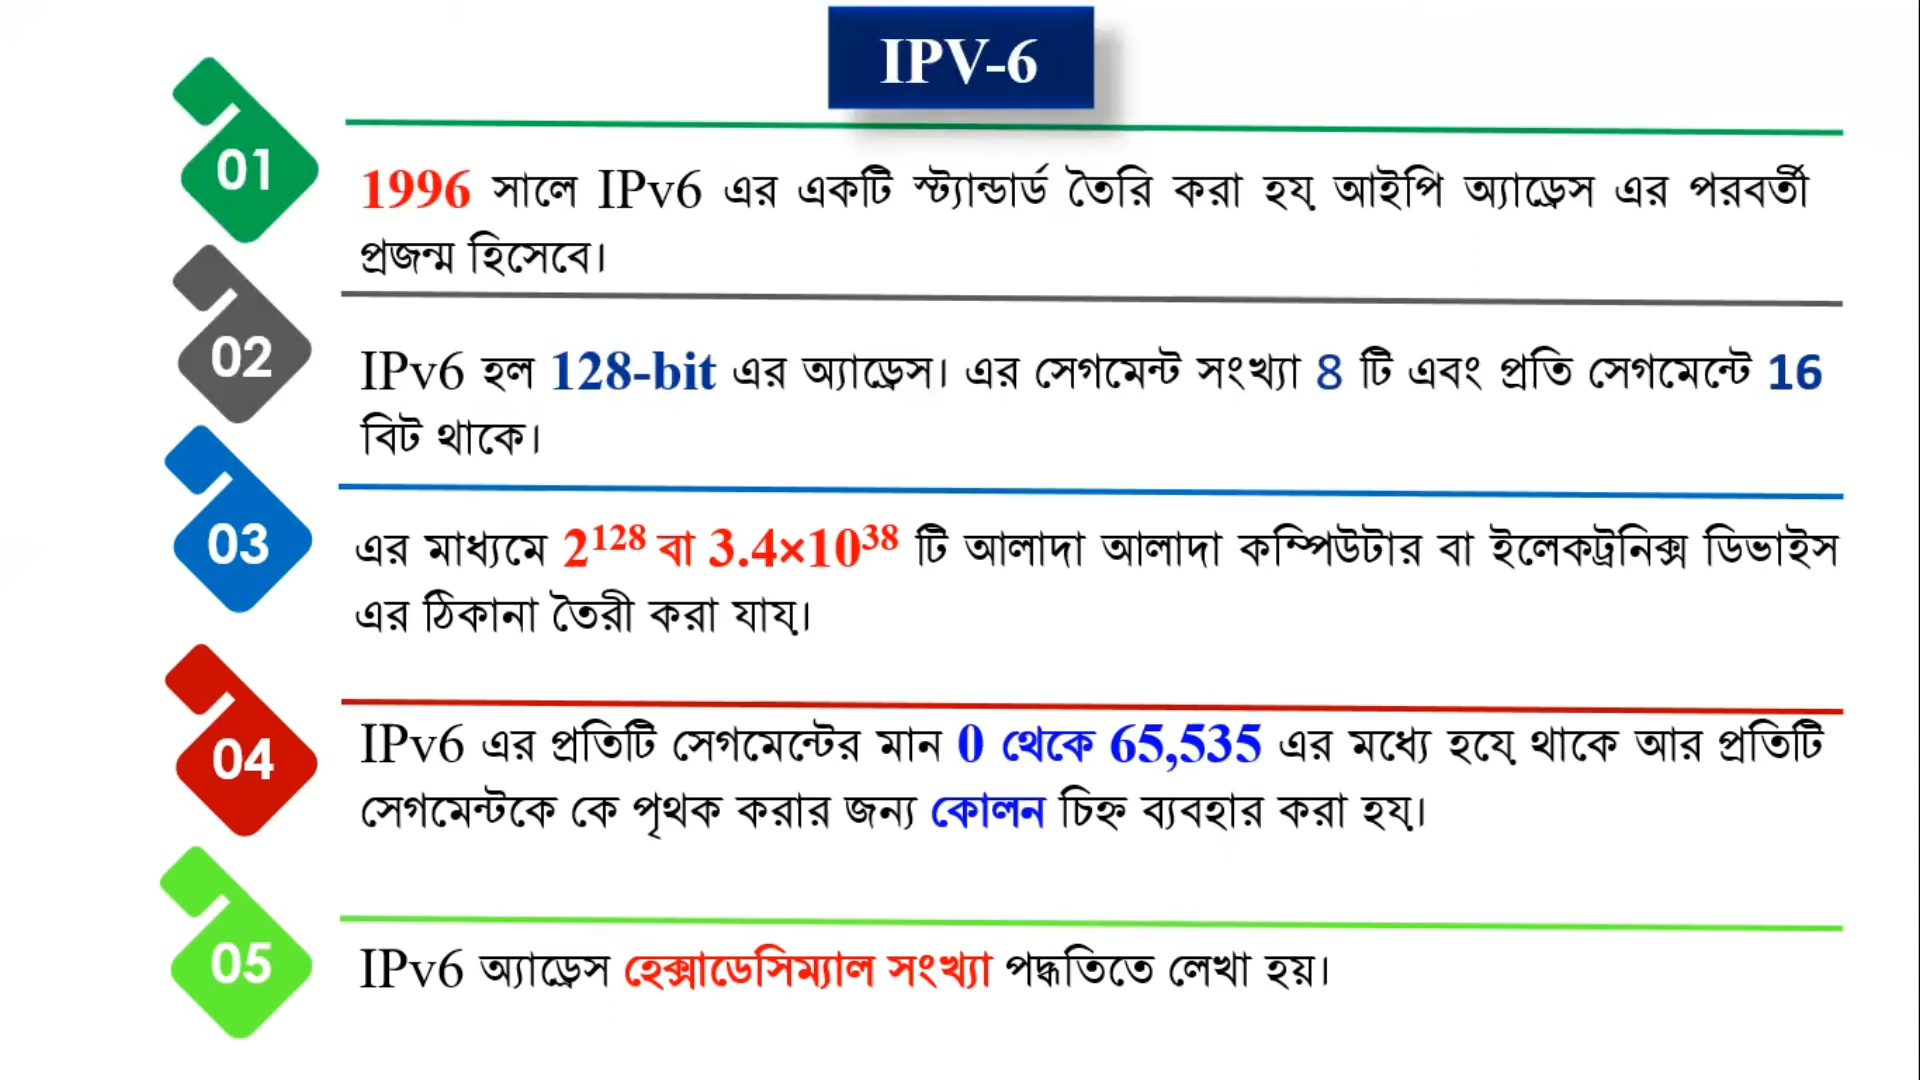 IPV-6
01
1996 সালে IPv6 এর একটি স্ট্যান্ডার্ড তৈরি করা হয্ আইপি অ্যাড্রেস এর পরবর্তী
প্রজন্ম হিসেবে।
02
IPv6 হল 128-bit এর অ্যাড্রেস। এর সেগমেন্ট সংখ্যা 8 টি এবং প্রতি সেগমেন্টে 16
বিট থাকে।
03
এর মাধ্যমে 2¹²⁸ বা 3.4×10³⁸ টি আলাদা আলাদা কম্পিউটার বা ইলেকট্রনিক্স ডিভাইস
এর ঠিকানা তৈরী করা যায়।
04
IPv6 এর প্রতিটি সেগমেন্টের মান 0 থেকে 65,535 এর মধ্যে হয়ে থাকে আর প্রতিটি
সেগমেন্টকে কে পৃথক করার জন্য কোলন চিহ্ন ব্যবহার করা হয়।
05
IPv6 অ্যাড্রেস হেক্সাডেসিম্যাল সংখ্যা পদ্ধতিতে লেখা হয়।